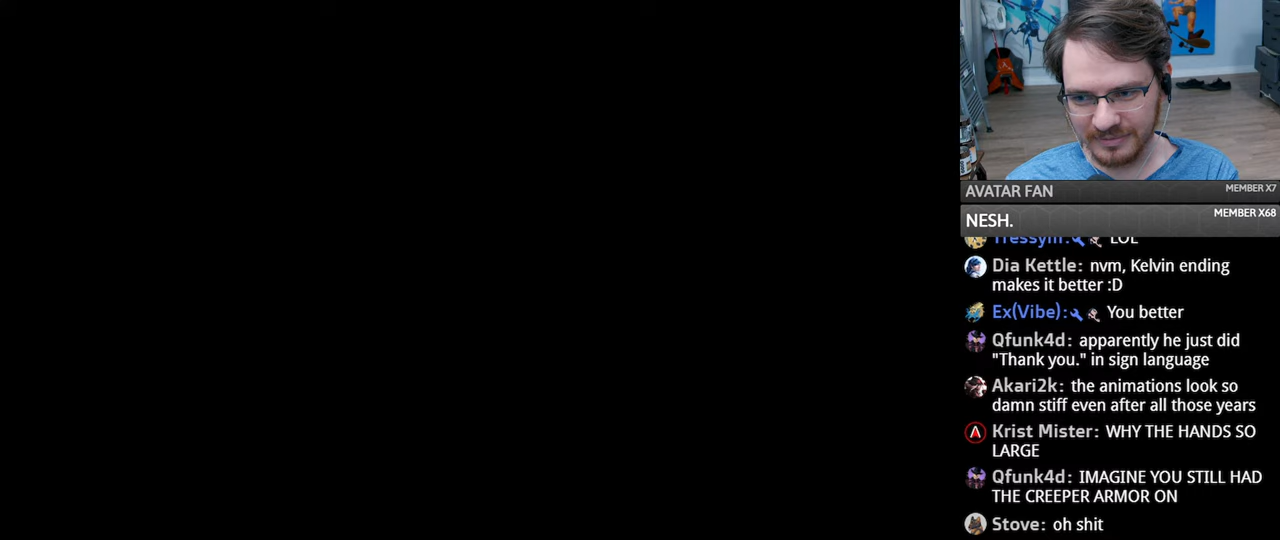 AVATAR FAN MEMBER X7
NESH. MEMBER X68
Tressym: LOL
Dia Kettle: nvm, Kelvin ending
makes it better :D
Ex(Vibe): You better
Qfunk4d: apparently he just did
"Thank you." in sign language
Akari2k: the animations look so
damn stiff even after all those years
Krist Mister: WHY THE HANDS SO
LARGE
Qfunk4d: IMAGINE YOU STILL HAD
THE CREEPER ARMOR ON
Stove: oh shit